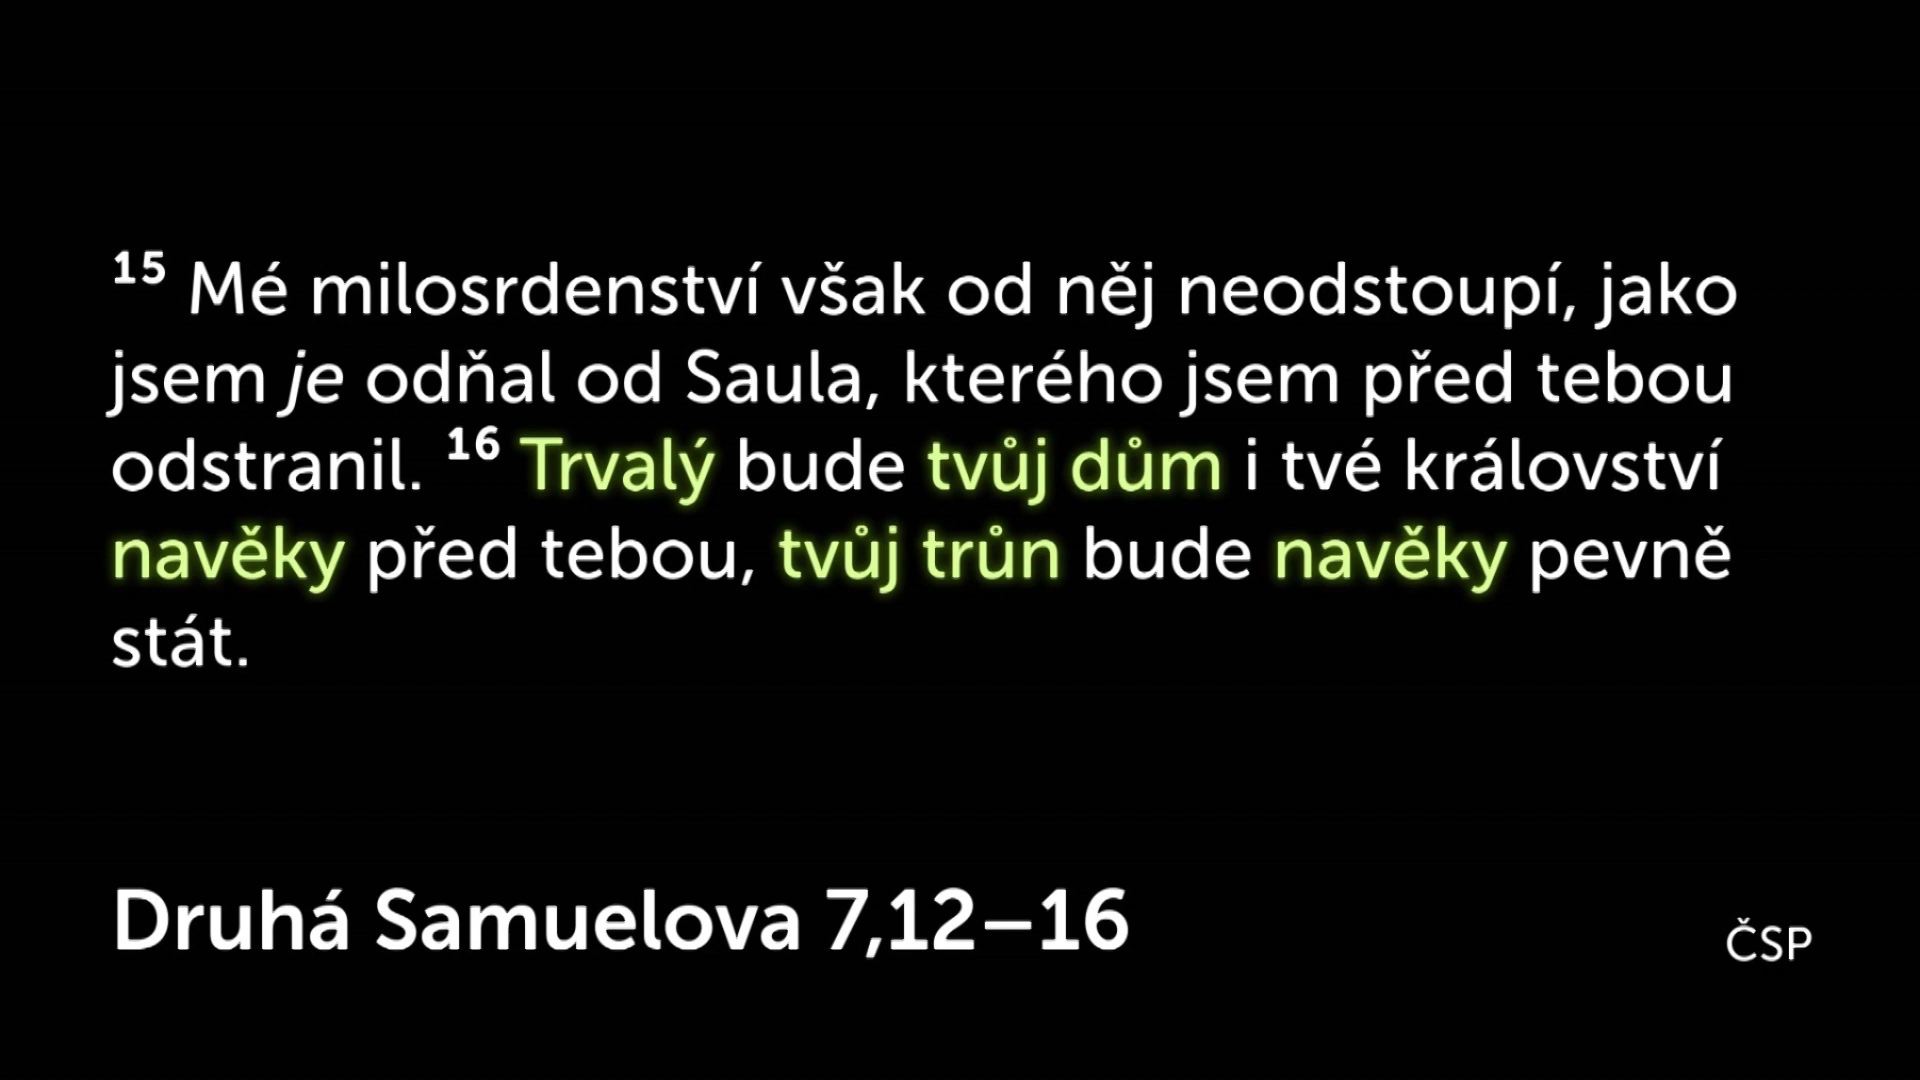 15 Mé milosrdenství však od něj neodstoupí, jako
jsem je odňal od Saula, kterého jsem před tebou
odstranil. 16 Trvalý bude tvůj dům i tvé království
navěky před tebou, tvůj trůn bude navěky pevně
stát.
Druhá Samuelova 7,12–16
ČSP